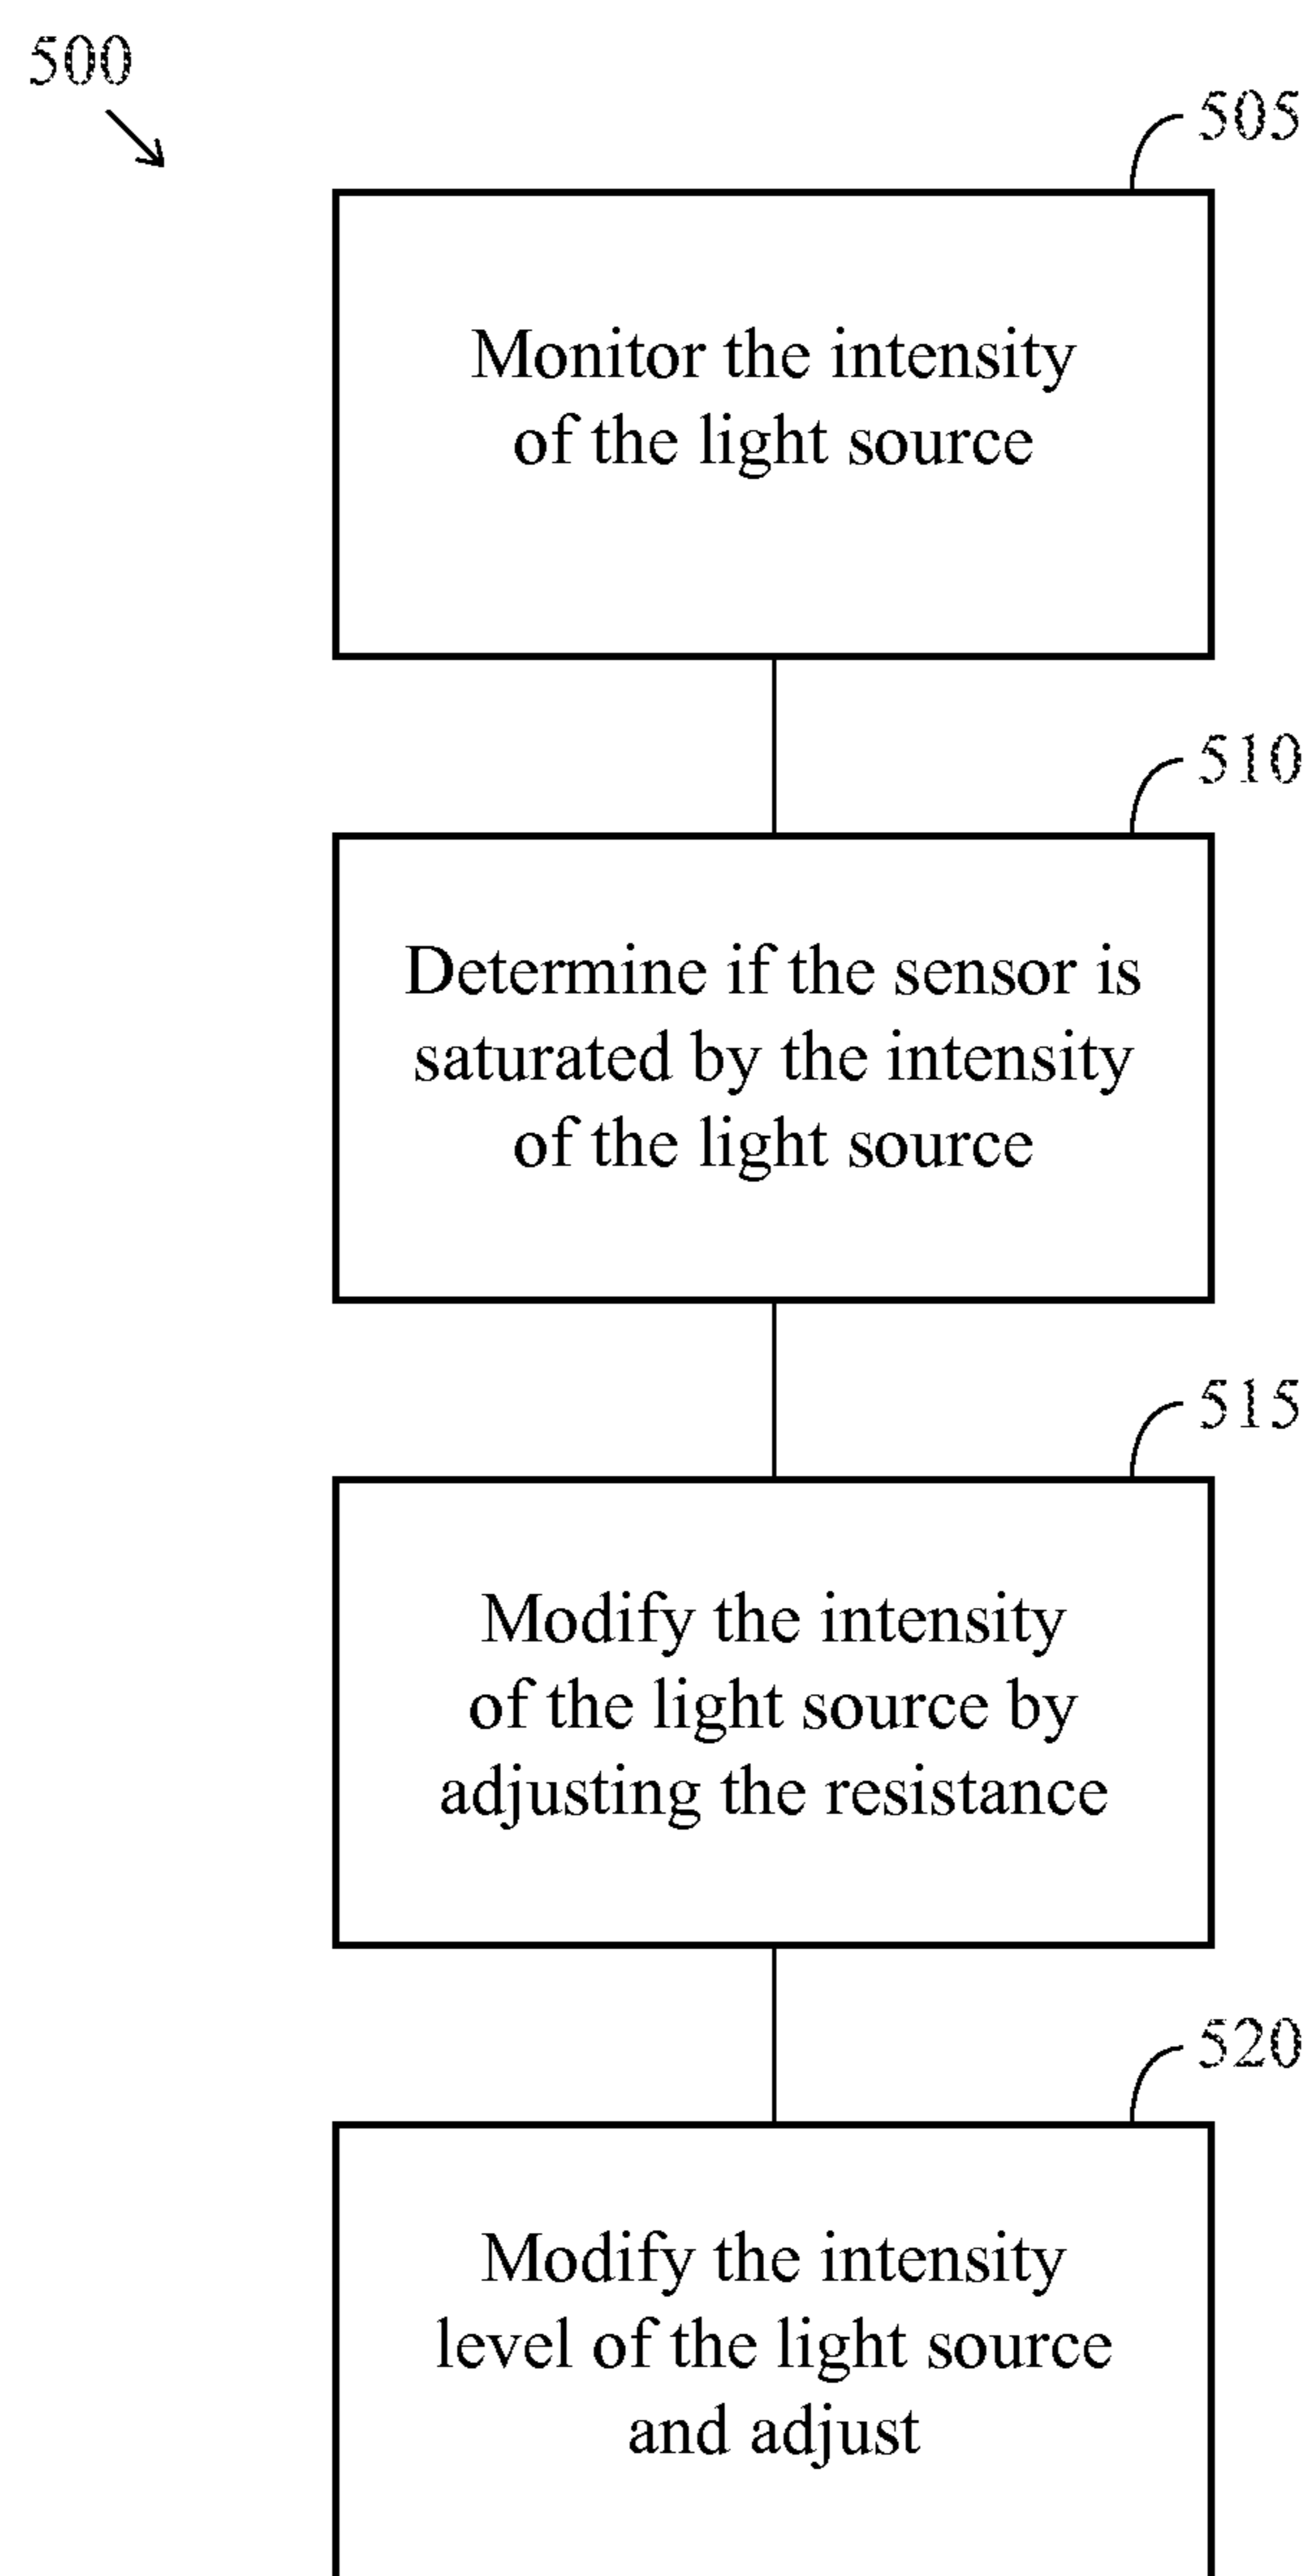 500
505
Monitor the intensity
of the light source
510
Determine if the sensor is
saturated by the intensity
of the light source
515
Modify the intensity
of the light source by
adjusting the resistance
520
Modify the intensity
level of the light source
and adjust